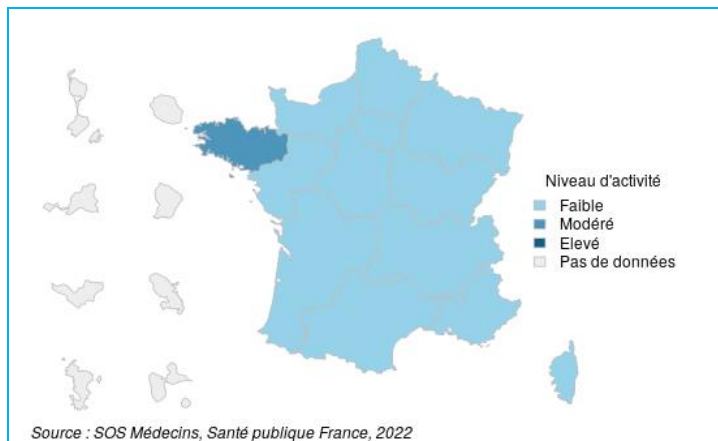 Niveau d'activité
Faible
Modéré
Elevé
Pas de données
Source : SOS Médecins, Santé publique France, 2022